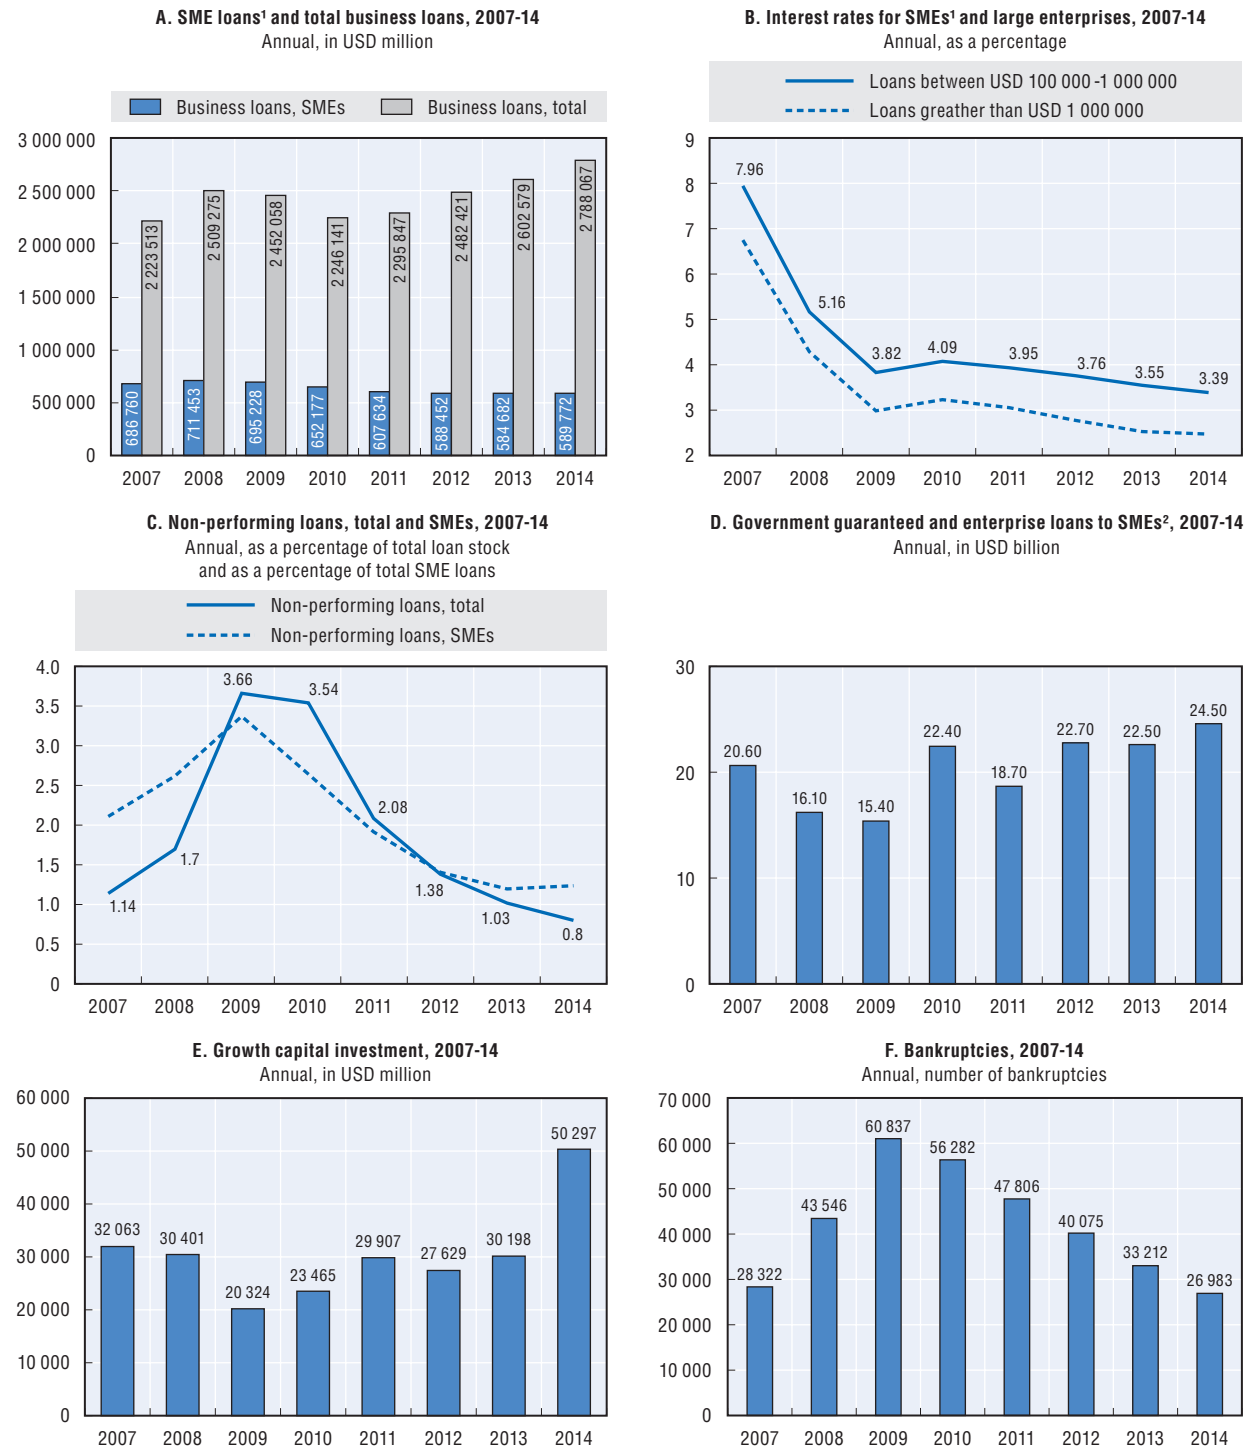 A. SME loans¹ and total business loans, 2007-14
Annual, in USD million
Business loans, SMEs
Business loans, total
3 000 000
2 500 000
2 000 000
1 500 000
1 000 000
500 000
0
686 760
2 223 513
711 453
2 509 275
695 228
2 452 058
652 177
2 246 141
607 634
2 295 847
588 452
2 482 421
584 682
2 602 579
589 772
2 788 067
2007 2008 2009 2010 2011 2012 2013 2014
B. Interest rates for SMEs¹ and large enterprises, 2007-14
Annual, as a percentage
Loans between USD 100 000 -1 000 000
Loans greather than USD 1 000 000
9
8
7
6
5
4
3
2
7.96
5.16
3.82
4.09
3.95
3.76
3.55
3.39
2007 2008 2009 2010 2011 2012 2013 2014
C. Non-performing loans, total and SMEs, 2007-14
Annual, as a percentage of total loan stock
and as a percentage of total SME loans
Non-performing loans, total
Non-performing loans, SMEs
4.0
3.5
3.0
2.5
2.0
1.5
1.0
0.5
0
1.14
1.7
3.66
3.54
2.08
1.38
1.03
0.8
2007 2008 2009 2010 2011 2012 2013 2014
D. Government guaranteed and enterprise loans to SMEs², 2007-14
Annual, in USD billion
30
20
10
0
20.60
16.10
15.40
22.40
18.70
22.70
22.50
24.50
2007 2008 2009 2010 2011 2012 2013 2014
E. Growth capital investment, 2007-14
Annual, in USD million
60 000
50 000
40 000
30 000
20 000
10 000
0
32 063
30 401
20 324
23 465
29 907
27 629
30 198
50 297
2007 2008 2009 2010 2011 2012 2013 2014
F. Bankruptcies, 2007-14
Annual, number of bankruptcies
70 000
60 000
50 000
40 000
30 000
20 000
10 000
0
28 322
43 546
60 837
56 282
47 806
40 075
33 212
26 983
2007 2008 2009 2010 2011 2012 2013 2014